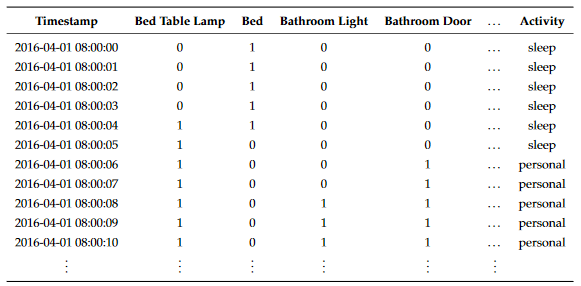 Timestamp Bed Table Lamp Bed Bathroom Light Bathroom Door ... Activity
2016-04-01 08:00:00 0 1 0 0 ... sleep
2016-04-01 08:00:01 0 1 0 0 ... sleep
2016-04-01 08:00:02 0 1 0 0 ... sleep
2016-04-01 08:00:03 0 1 0 0 ... sleep
2016-04-01 08:00:04 1 1 0 0 ... sleep
2016-04-01 08:00:05 1 0 0 0 ... sleep
2016-04-01 08:00:06 1 0 0 1 ... personal
2016-04-01 08:00:07 1 0 0 1 ... personal
2016-04-01 08:00:08 1 0 1 1 ... personal
2016-04-01 08:00:09 1 0 1 1 ... personal
2016-04-01 08:00:10 1 0 1 1 ... personal
⋮ ⋮ ⋮ ⋮ ⋮ ⋮